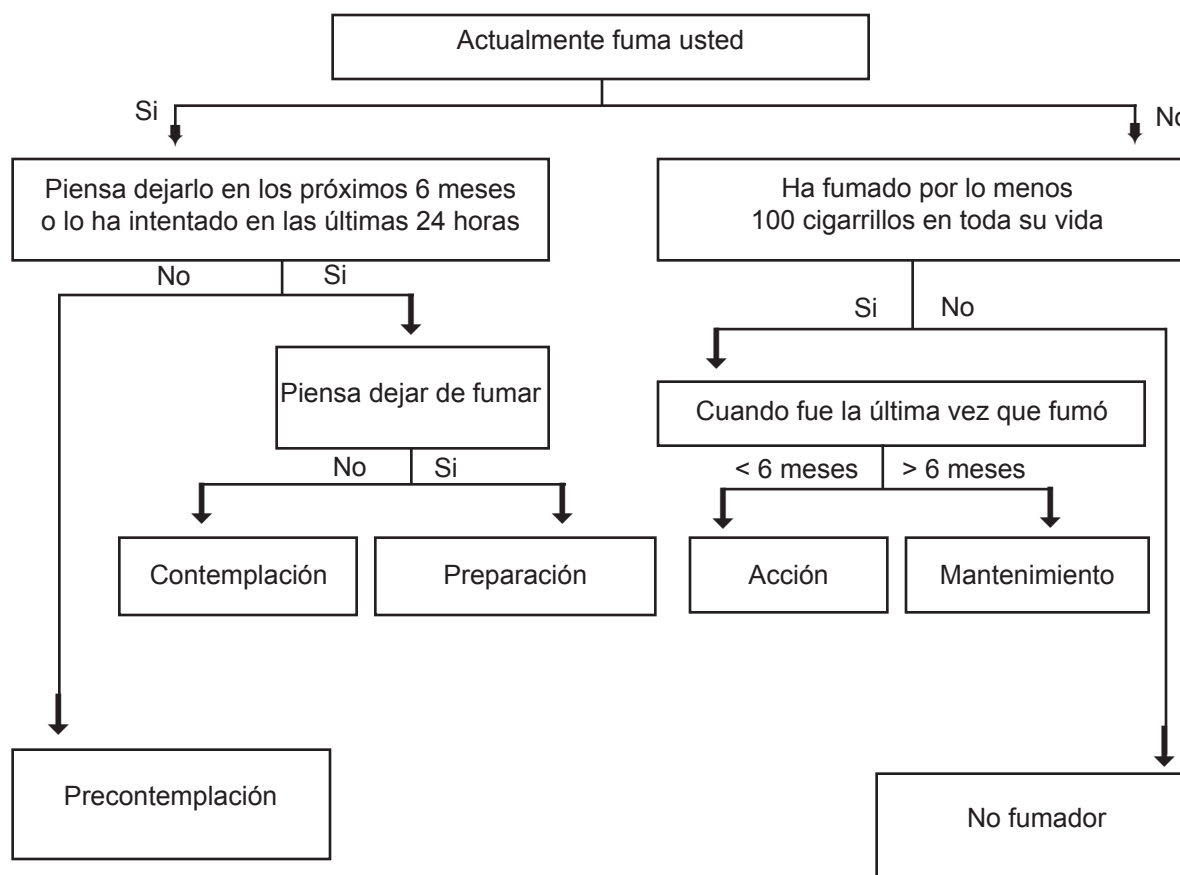 Actualmente fuma usted
Si
No
Piensa dejarlo en los próximos 6 meses
o lo ha intentado en las últimas 24 horas
Ha fumado por lo menos
100 cigarrillos en toda su vida
No
Si
Si
No
Piensa dejar de fumar
Cuando fue la última vez que fumó
No
Si
< 6 meses
> 6 meses
Contemplación
Preparación
Acción
Mantenimiento
Precontemplación
No fumador